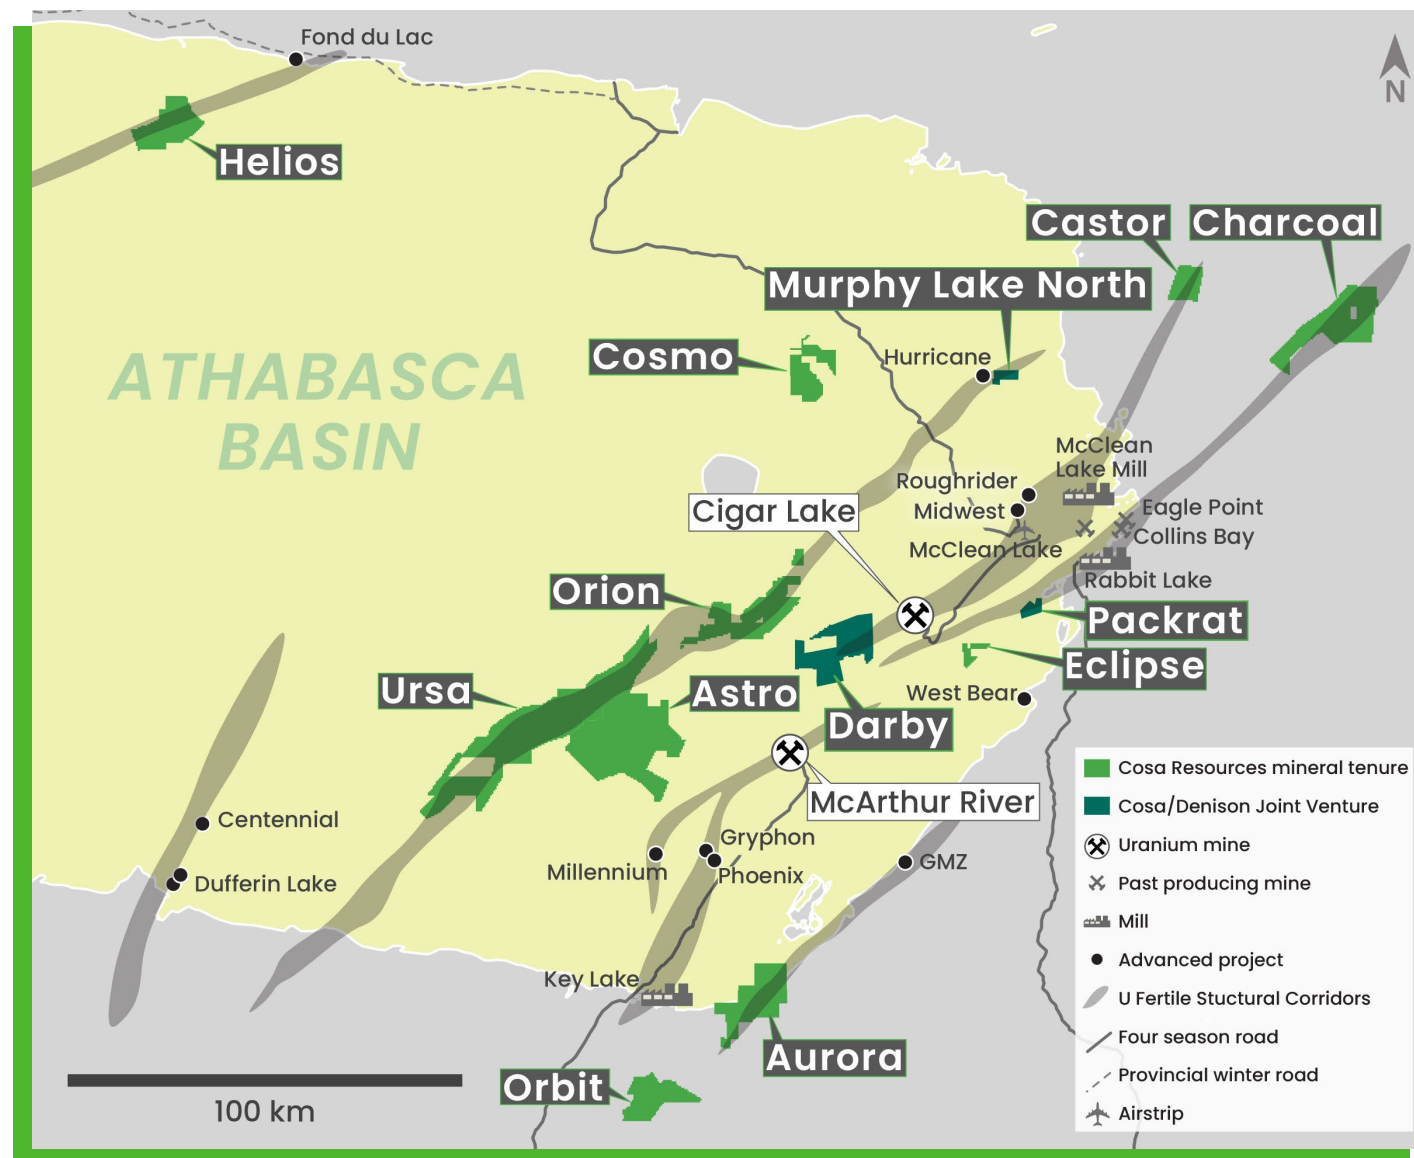 Fond du Lac
N
Helios
Castor
Charcoal
Murphy Lake North
Cosmo
Hurricane
ATHABASCA
BASIN
McClean
Lake Mill
Roughrider
Midwest
Cigar Lake
Eagle Point
Collins Bay
McClean Lake
Rabbit Lake
Orion
Packrat
Eclipse
Ursa
Astro
West Bear
Darby
McArthur River
Centennial
Gryphon
Millennium
Phoenix
GMZ
Dufferin Lake
Key Lake
Aurora
Orbit
100 km
Cosa Resources mineral tenure
Cosa/Denison Joint Venture
Uranium mine
Past producing mine
Mill
Advanced project
U Fertile Stuctural Corridors
Four season road
Provincial winter road
Airstrip